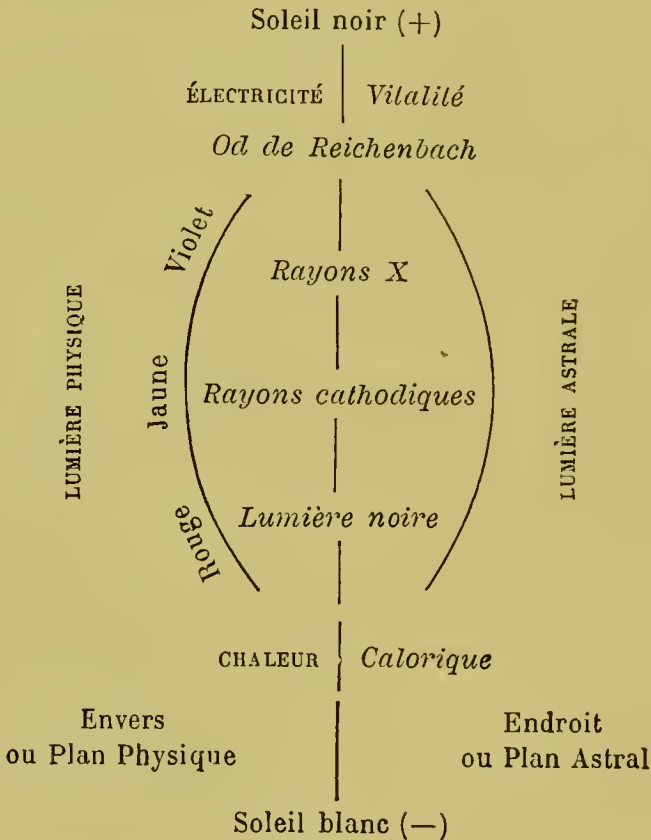 Soleil noir (+)
ÉLECTRICITÉ Vitalité
Od de Reichenbach
Violet
Rayons X
LUMIÈRE PHYSIQUE
Jaune
Rayons cathodiques
LUMIÈRE ASTRALE
Rouge
Lumière noire
CHALEUR Calorique
Envers
ou Plan Physique
Endroit
ou Plan Astral
Soleil blanc (—)